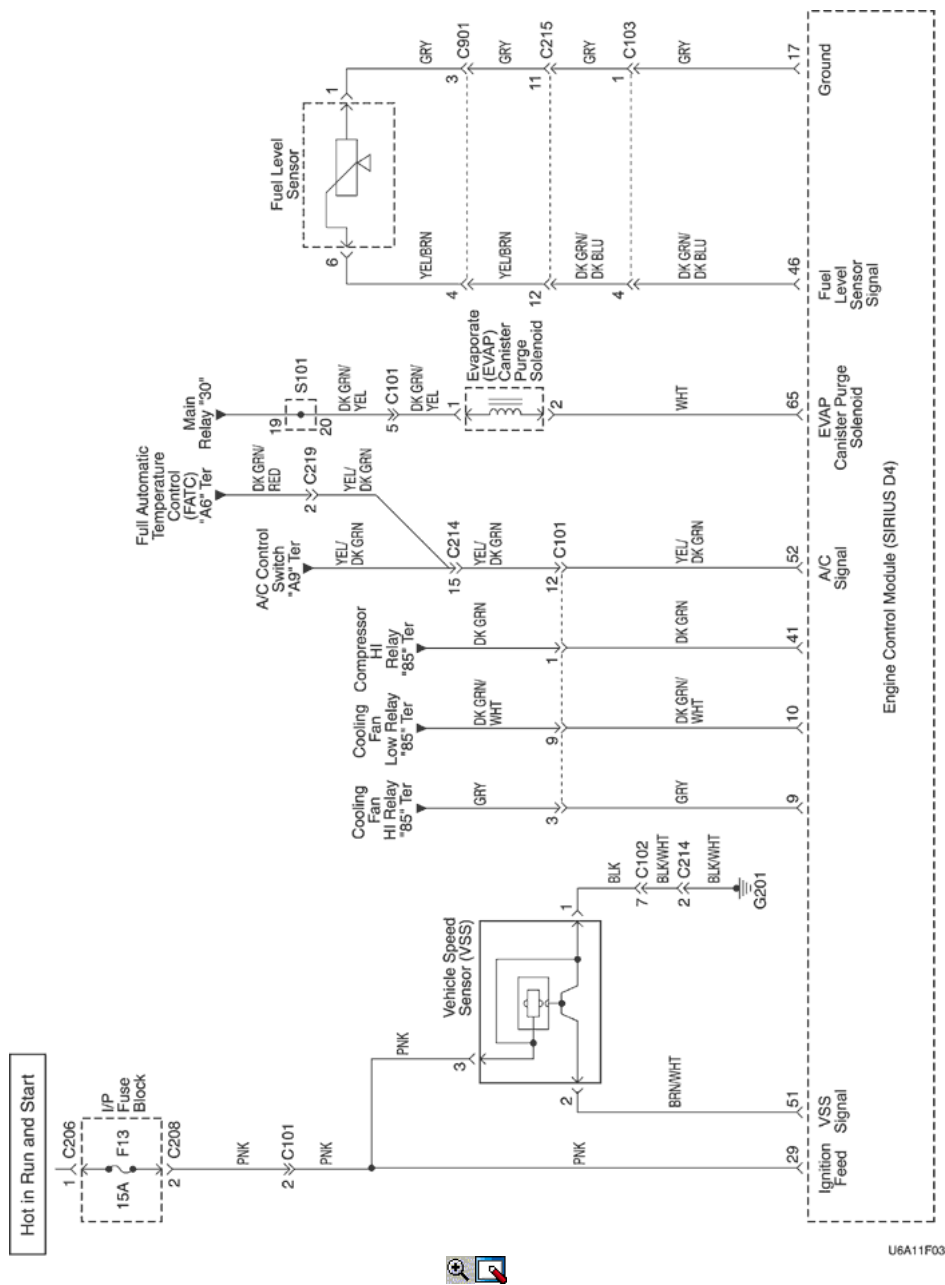 Hot in Run and Start
1
C206
I/P
Fuse
Block
15A
F13
2
C208
PNK
2
C101
PNK
PNK
29
Ignition
Feed
PNK
Vehicle Speed
Sensor (VSS)
3
2
1
BRN/WHT
51
VSS
Signal
BLK
7
C102
BLK/WHT
2
C214
BLK/WHT
G201
Cooling
Fan
HI Relay
"85" Ter
GRY
3
GRY
9
Cooling
Fan
Low Relay
"85" Ter
DK GRN/
WHT
9
DK GRN/
WHT
10
Compressor
HI
Relay
"85" Ter
DK GRN
1
DK GRN
41
A/C Control
Switch
"A9" Ter
YEL/
DK GRN
15
C214
YEL/
DK GRN
12
C101
YEL/
DK GRN
52
A/C
Signal
Full Automatic
Temperature
Control
(FATC)
"A6" Ter
DK GRN/
RED
2
C219
YEL/
DK GRN
Main
Relay "30"
19
S101
20
DK GRN/
YEL
5
C101
DK GRN/
YEL
1
Evaporate
(EVAP)
Canister
Purge
Solenoid
2
WHT
65
EVAP
Canister Purge
Solenoid
Fuel Level
Sensor
6
1
YEL/BRN
4
YEL/BRN
12
DK GRN/
DK BLU
4
DK GRN/
DK BLU
46
Fuel
Level
Sensor
Signal
GRY
3
C901
GRY
11
C215
GRY
1
C103
GRY
17
Ground
Engine Control Module (SIRIUS D4)
U6A11F03